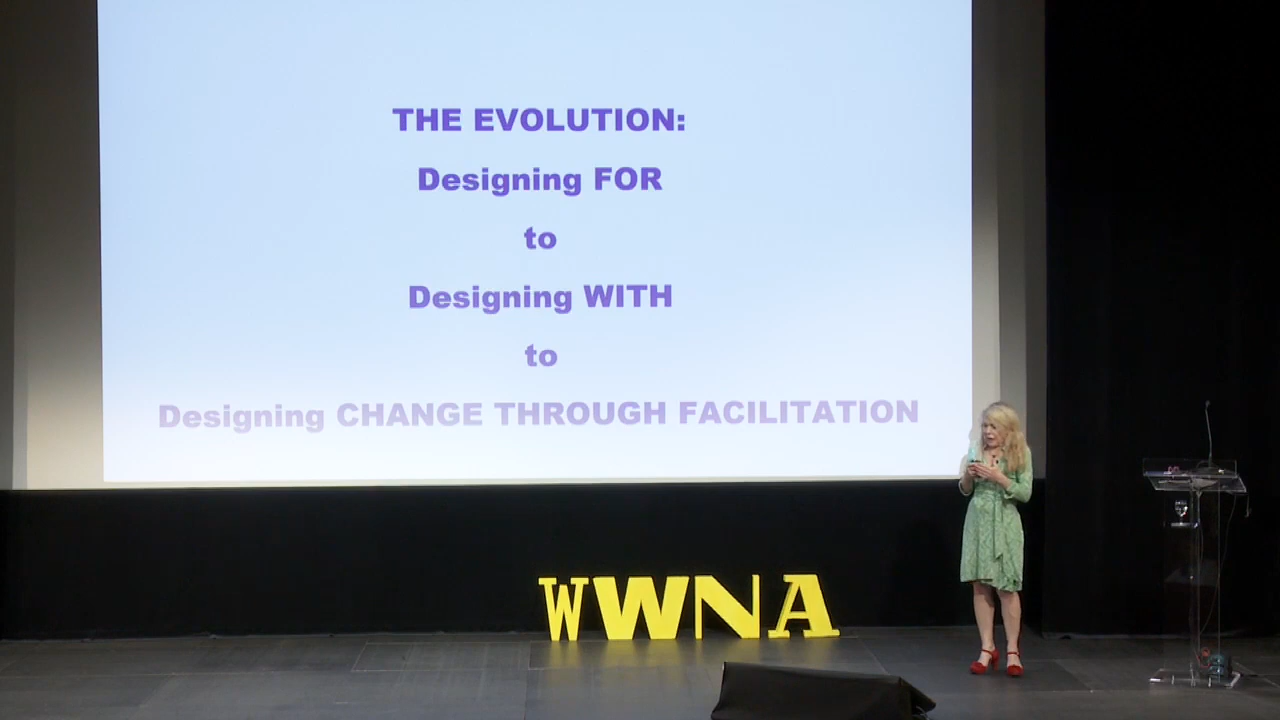 THE EVOLUTION:
Designing FOR
to
Designing WITH
to
Designing CHANGE THROUGH FACILITATION
WWNA